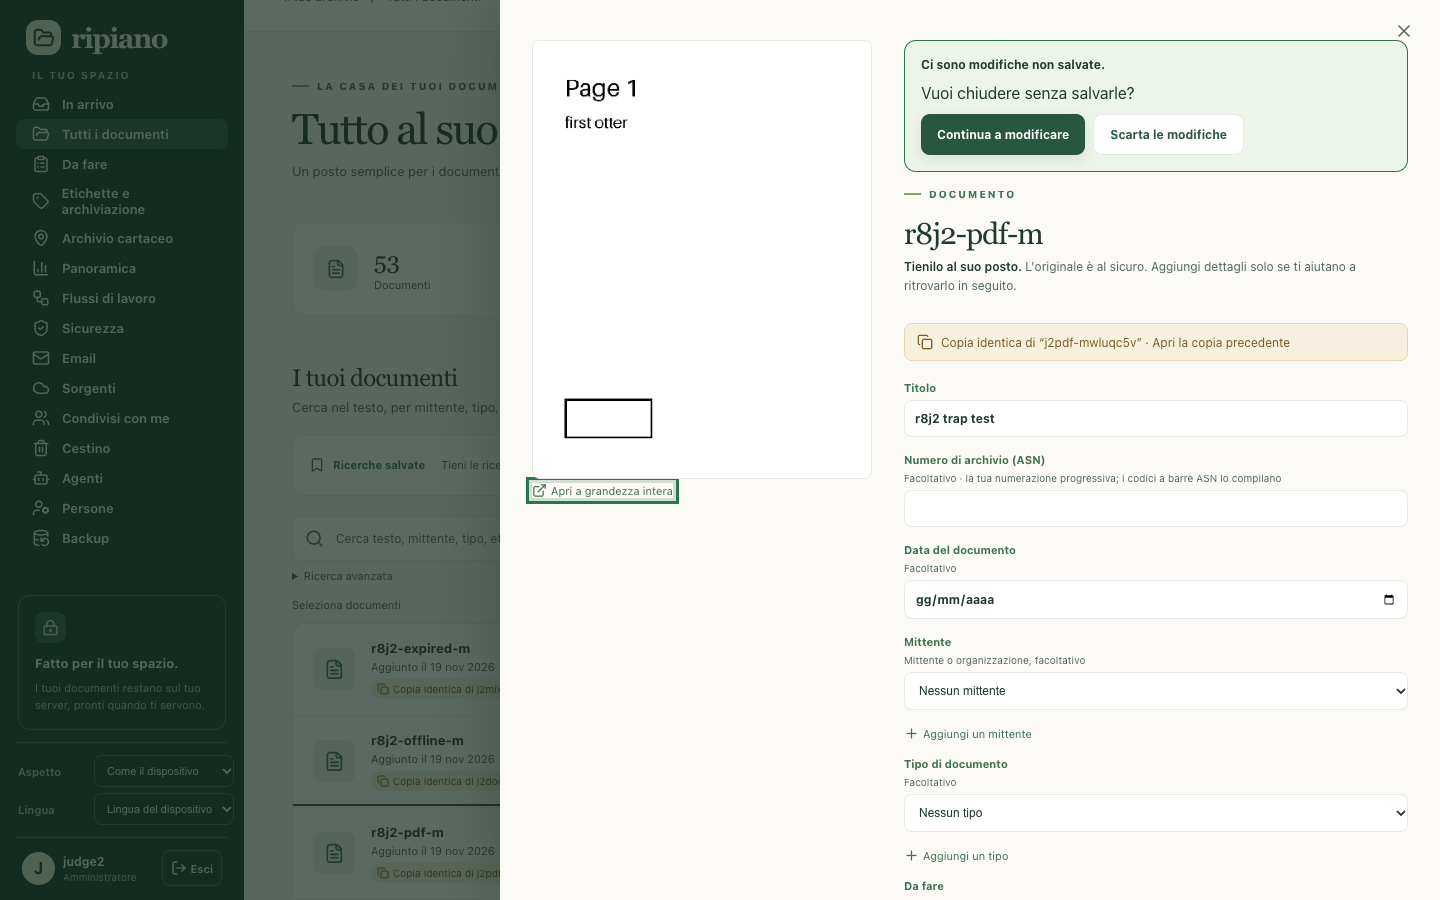 ripiano
IL TUO SPAZIO
In arrivo
Tutti i documenti
Da fare
Etichette e
archiviazione
Archivio cartaceo
Panoramica
Flussi di lavoro
Sicurezza
Email
Sorgenti
Condivisi con me
Cestino
Agenti
Persone
Backup
Fatto per il tuo spazio.
I tuoi documenti restano sul tuo
server, pronti quando ti servono.
Aspetto
Come il dispositivo
Lingua
Lingua del dispositivo
J
judge2
Amministratore
Esci
LA CASA DEI TUOI DOCUM
Tutto al suo
Un posto semplice per i document
53
Documenti
I tuoi documenti
Cerca nel testo, per mittente, tipo,
Ricerche salvate
Tieni le rice
Cerca testo, mittente, tipo, et
Ricerca avanzata
Seleziona documenti
r8j2-expired-m
Aggiunto il 19 nov 2026
Copia identica di
r8j2-offline-m
Aggiunto il 19 nov 2026
Copia identica di
r8j2-pdf-m
Aggiunto il 19 nov 2026
Copia identica di
Page 1
first otter
Apri a grandezza intera
Ci sono modifiche non salvate.
Vuoi chiudere senza salvarle?
Continua a modificare
Scarta le modifiche
DOCUMENTO
r8j2-pdf-m
Tienilo al suo posto. L'originale è al sicuro. Aggiungi dettagli solo se ti aiutano a
ritrovarlo in seguito.
Copia identica di “j2pdf-mwluqc5v” · Apri la copia precedente
Titolo
r8j2 trap test
Numero di archivio (ASN)
Facoltativo · la tua numerazione progressiva; i codici a barre ASN lo compilano
Data del documento
Facoltativo
gg/mm/aaaa
Mittente
Mittente o organizzazione, facoltativo
Nessun mittente
Aggiungi un mittente
Tipo di documento
Facoltativo
Nessun tipo
Aggiungi un tipo
Da fare